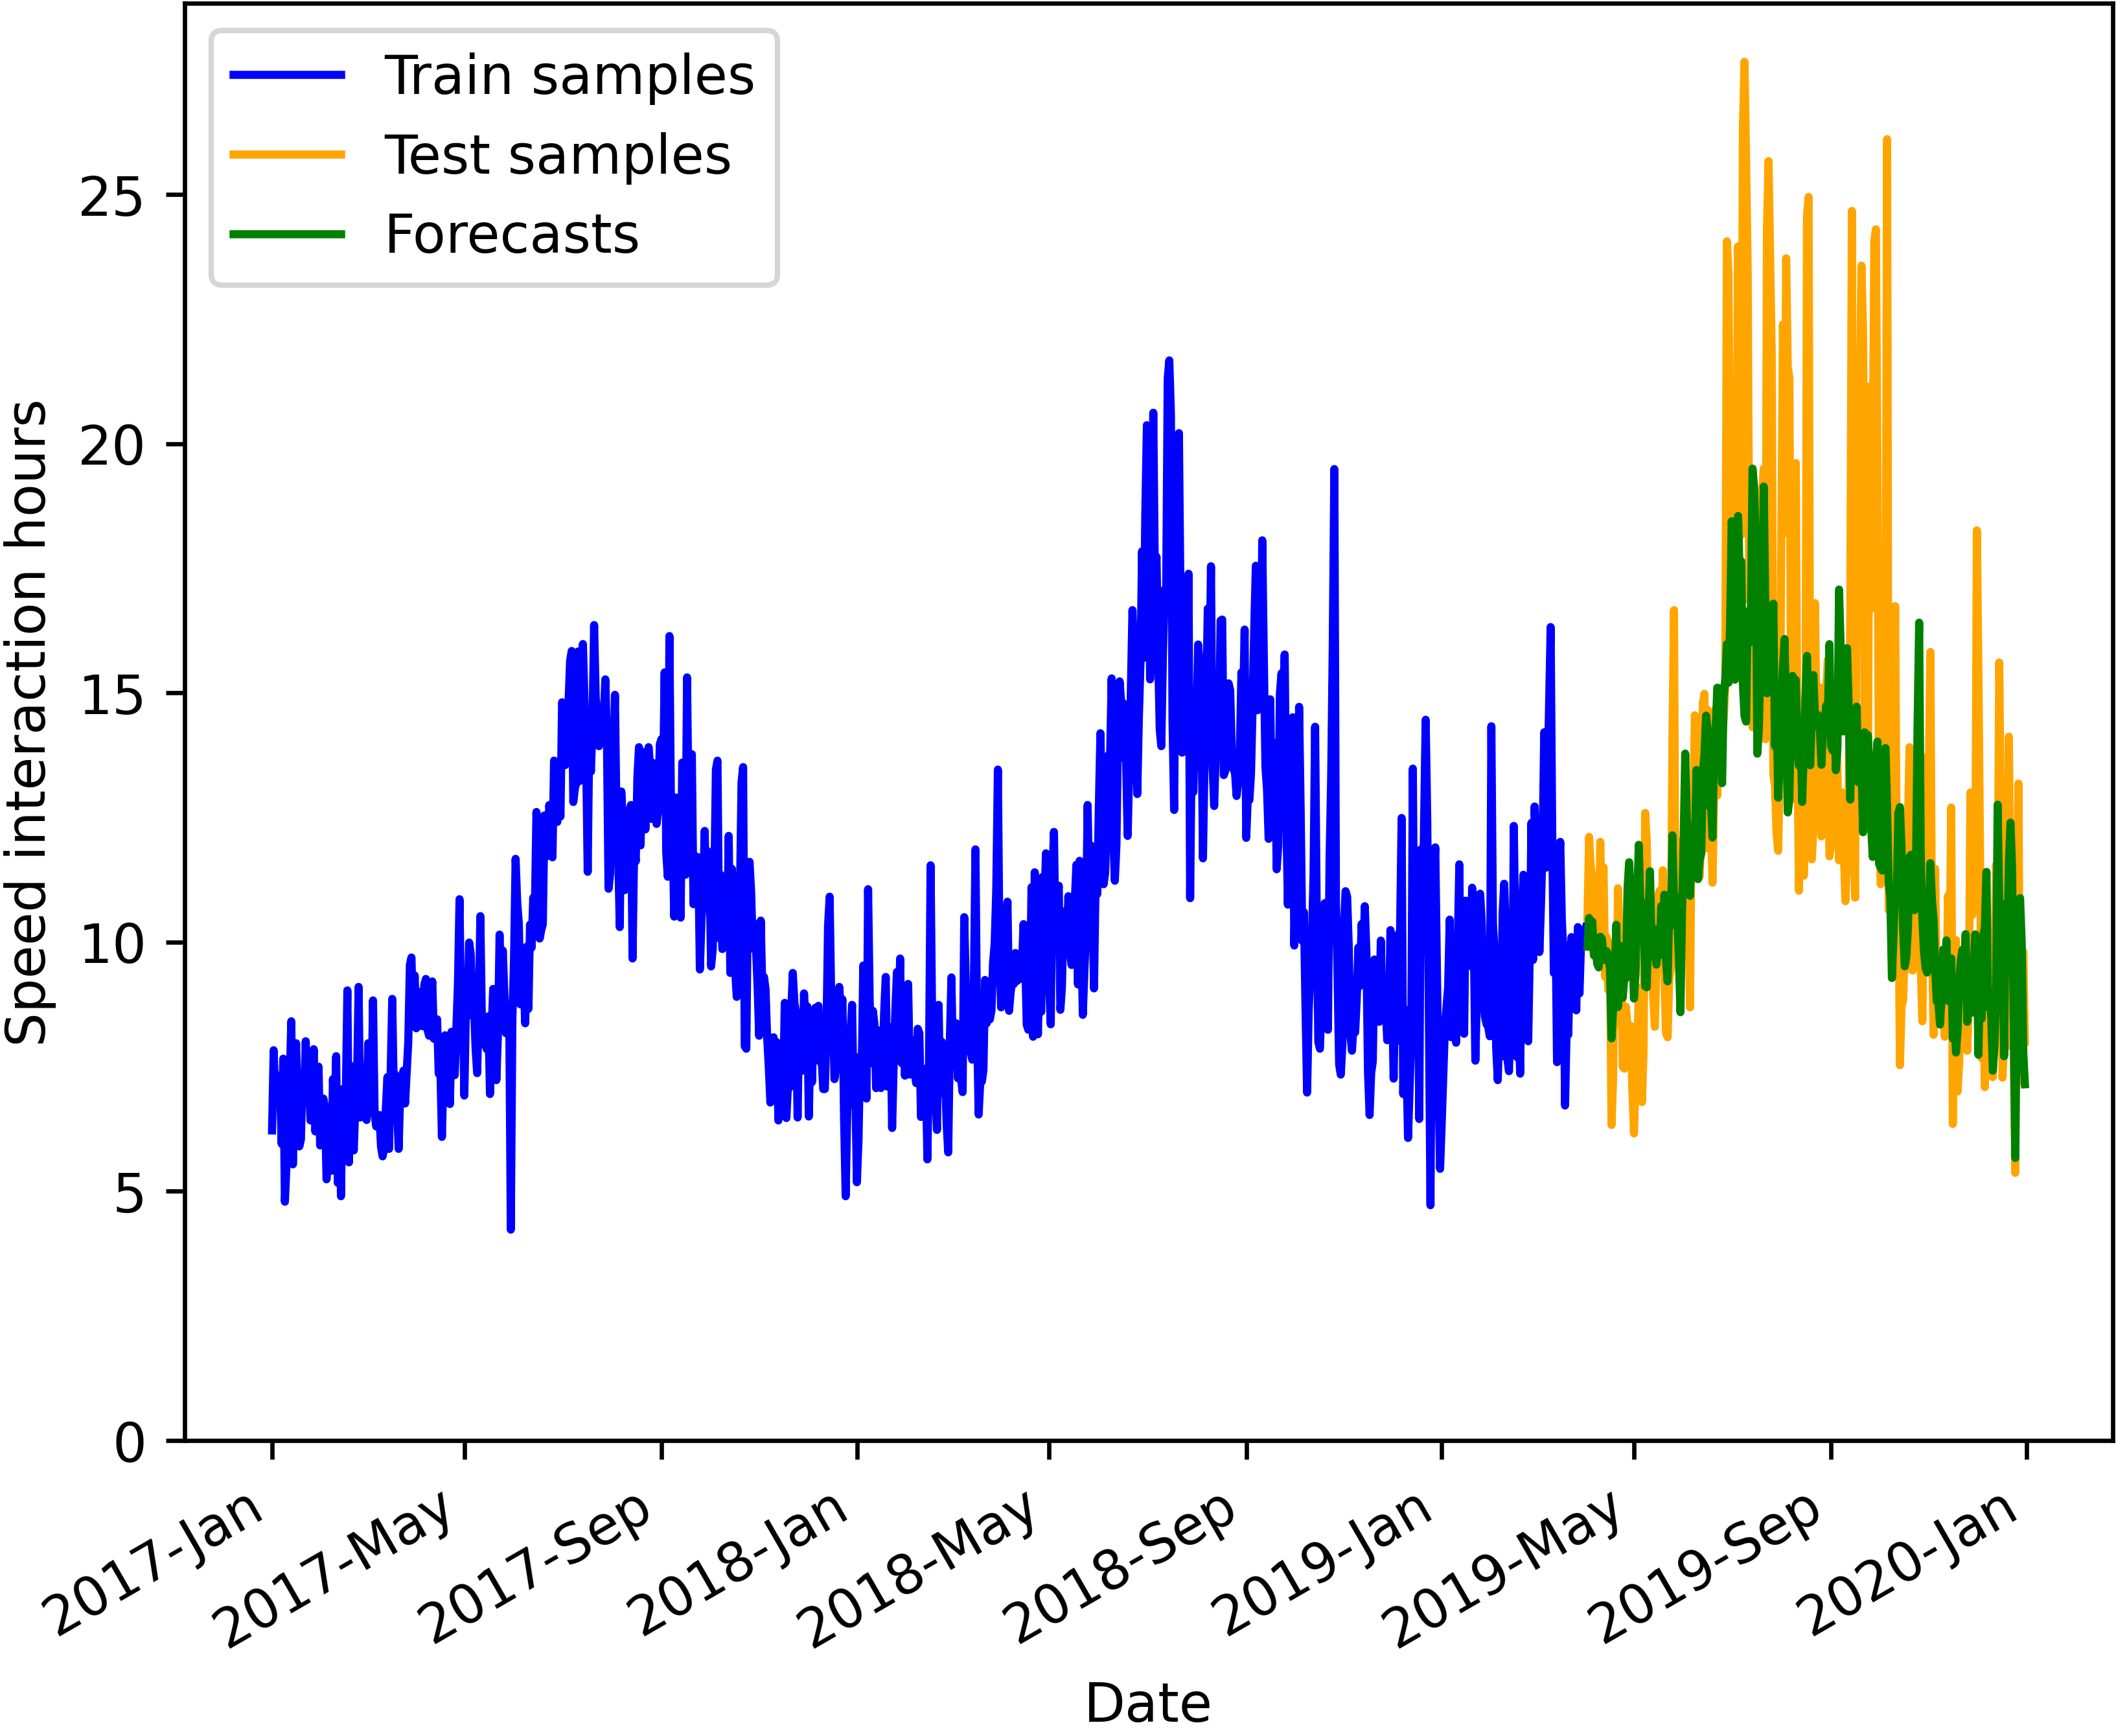 Train samples
Test samples
Forecasts
Speed interaction hours
25
20
15
10
5
0
2017-Jan
2017-May
2017-Sep
2018-Jan
2018-May
2018-Sep
2019-Jan
2019-May
2019-Sep
2020-Jan
Date